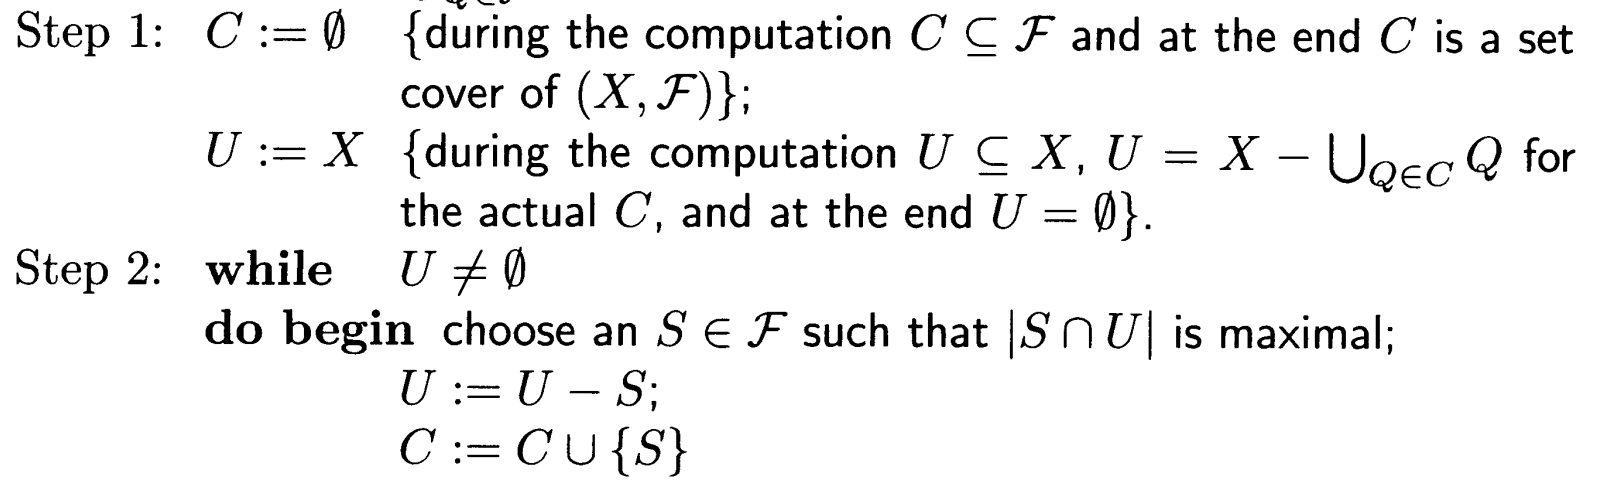 Step 1: C := ∅ {during the computation C ⊆ ℱ and at the end C is a set
cover of (X, ℱ)};
U := X {during the computation U ⊆ X, U = X − ⋃_{Q∈C} Q for
the actual C, and at the end U = ∅}.
Step 2: while U ≠ ∅
do begin choose an S ∈ ℱ such that |S ∩ U| is maximal;
U := U − S;
C := C ∪ {S}